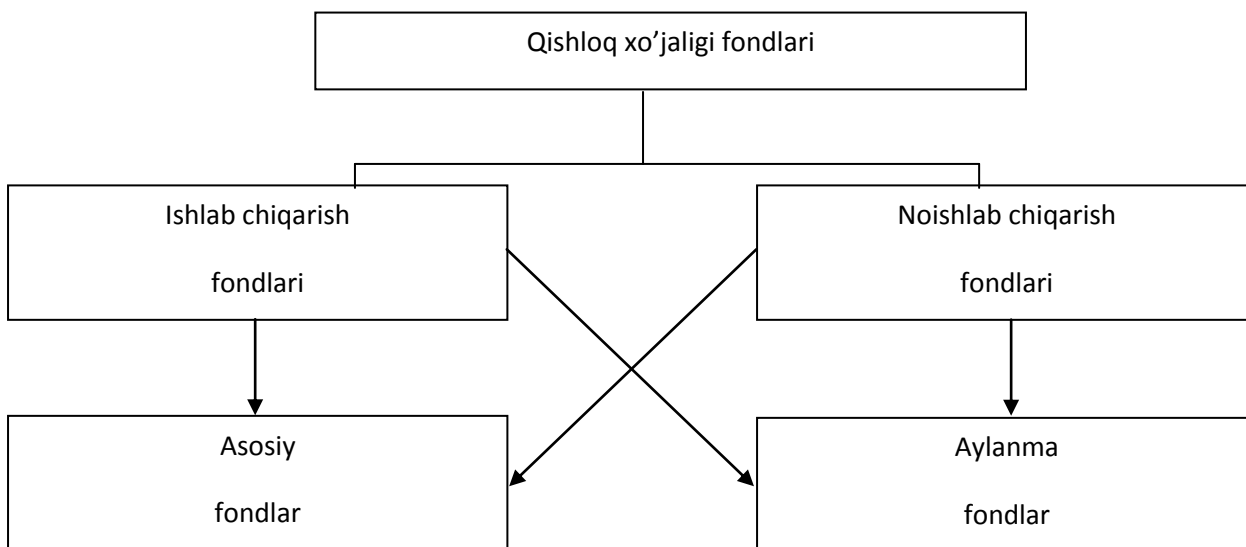 Qishloq xo’jaligi fondlari
Ishlab chiqarish
fondlari
Noishlab chiqarish
fondlari
Asosiy
fondlar
Aylanma
fondlar